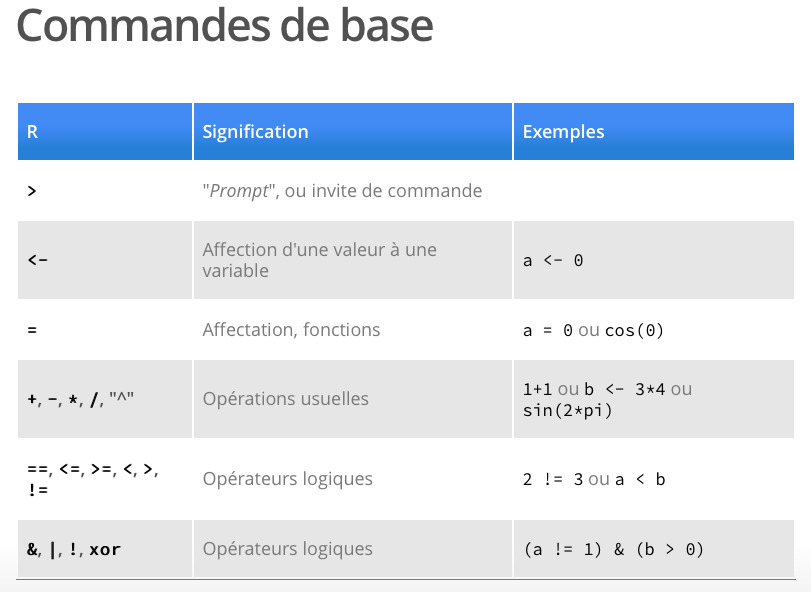 Commandes de base
R Signification Exemples
> "Prompt", ou invite de commande
<- Affection d'une valeur à une
variable
a <- 0
= Affectation, fonctions a = 0 ou cos(0)
+, -, *, /, "^" Opérations usuelles
1+1 ou b <- 3*4 ou
sin(2*pi)
==, <=, >=, <, >,
!=
Opérateurs logiques 2 != 3 ou a < b
&, |, !, xor Opérateurs logiques (a != 1) & (b > 0)